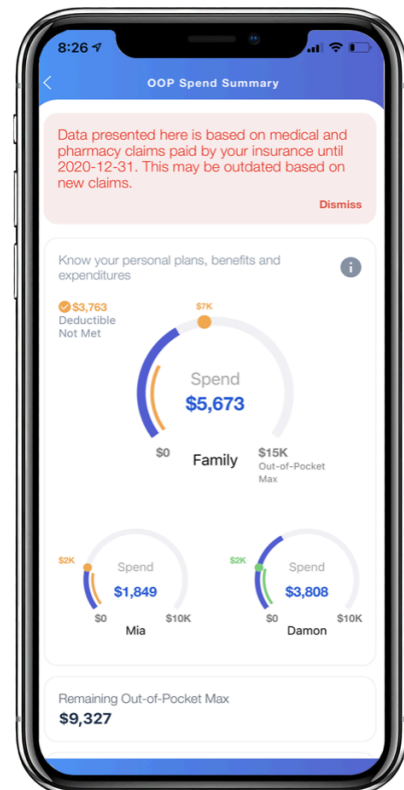 8:26
OOP Spend Summary
Data presented here is based on medical and
pharmacy claims paid by your insurance until
2020-12-31. This may be outdated based on
new claims.
Dismiss
Know your personal plans, benefits and
expenditures
$3,763
Deductible
Not Met
$7K
Spend
$5,673
$0
Family
$15K
Out-of-Pocket
Max
$2K
Spend
$1,849
$0
$10K
Mia
$2K
Spend
$3,808
$0
$10K
Damon
Remaining Out-of-Pocket Max
$9,327